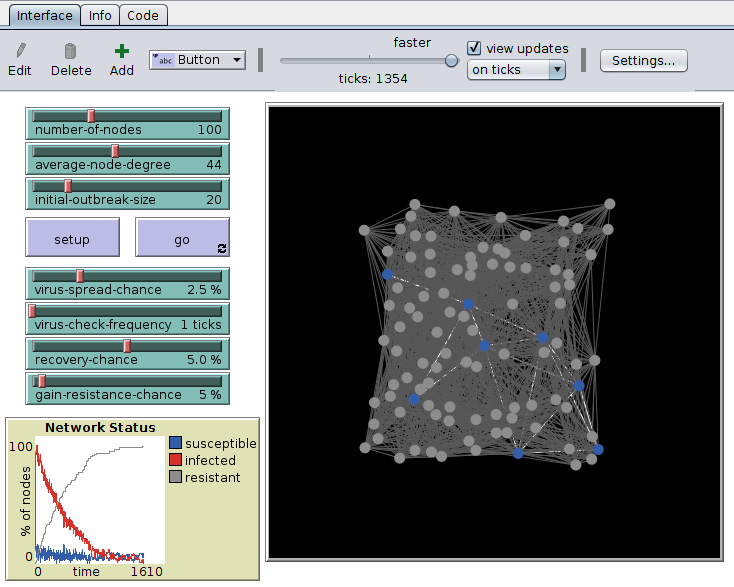 Interface Info Code
Edit Delete Add abc Button
faster
ticks: 1354
view updates
on ticks
Settings...
number-of-nodes 100
average-node-degree 44
initial-outbreak-size 20
setup go
virus-spread-chance 2.5 %
virus-check-frequency 1 ticks
recovery-chance 5.0 %
gain-resistance-chance 5 %
Network Status
100
% of nodes
0
0 time 1610
susceptible
infected
resistant